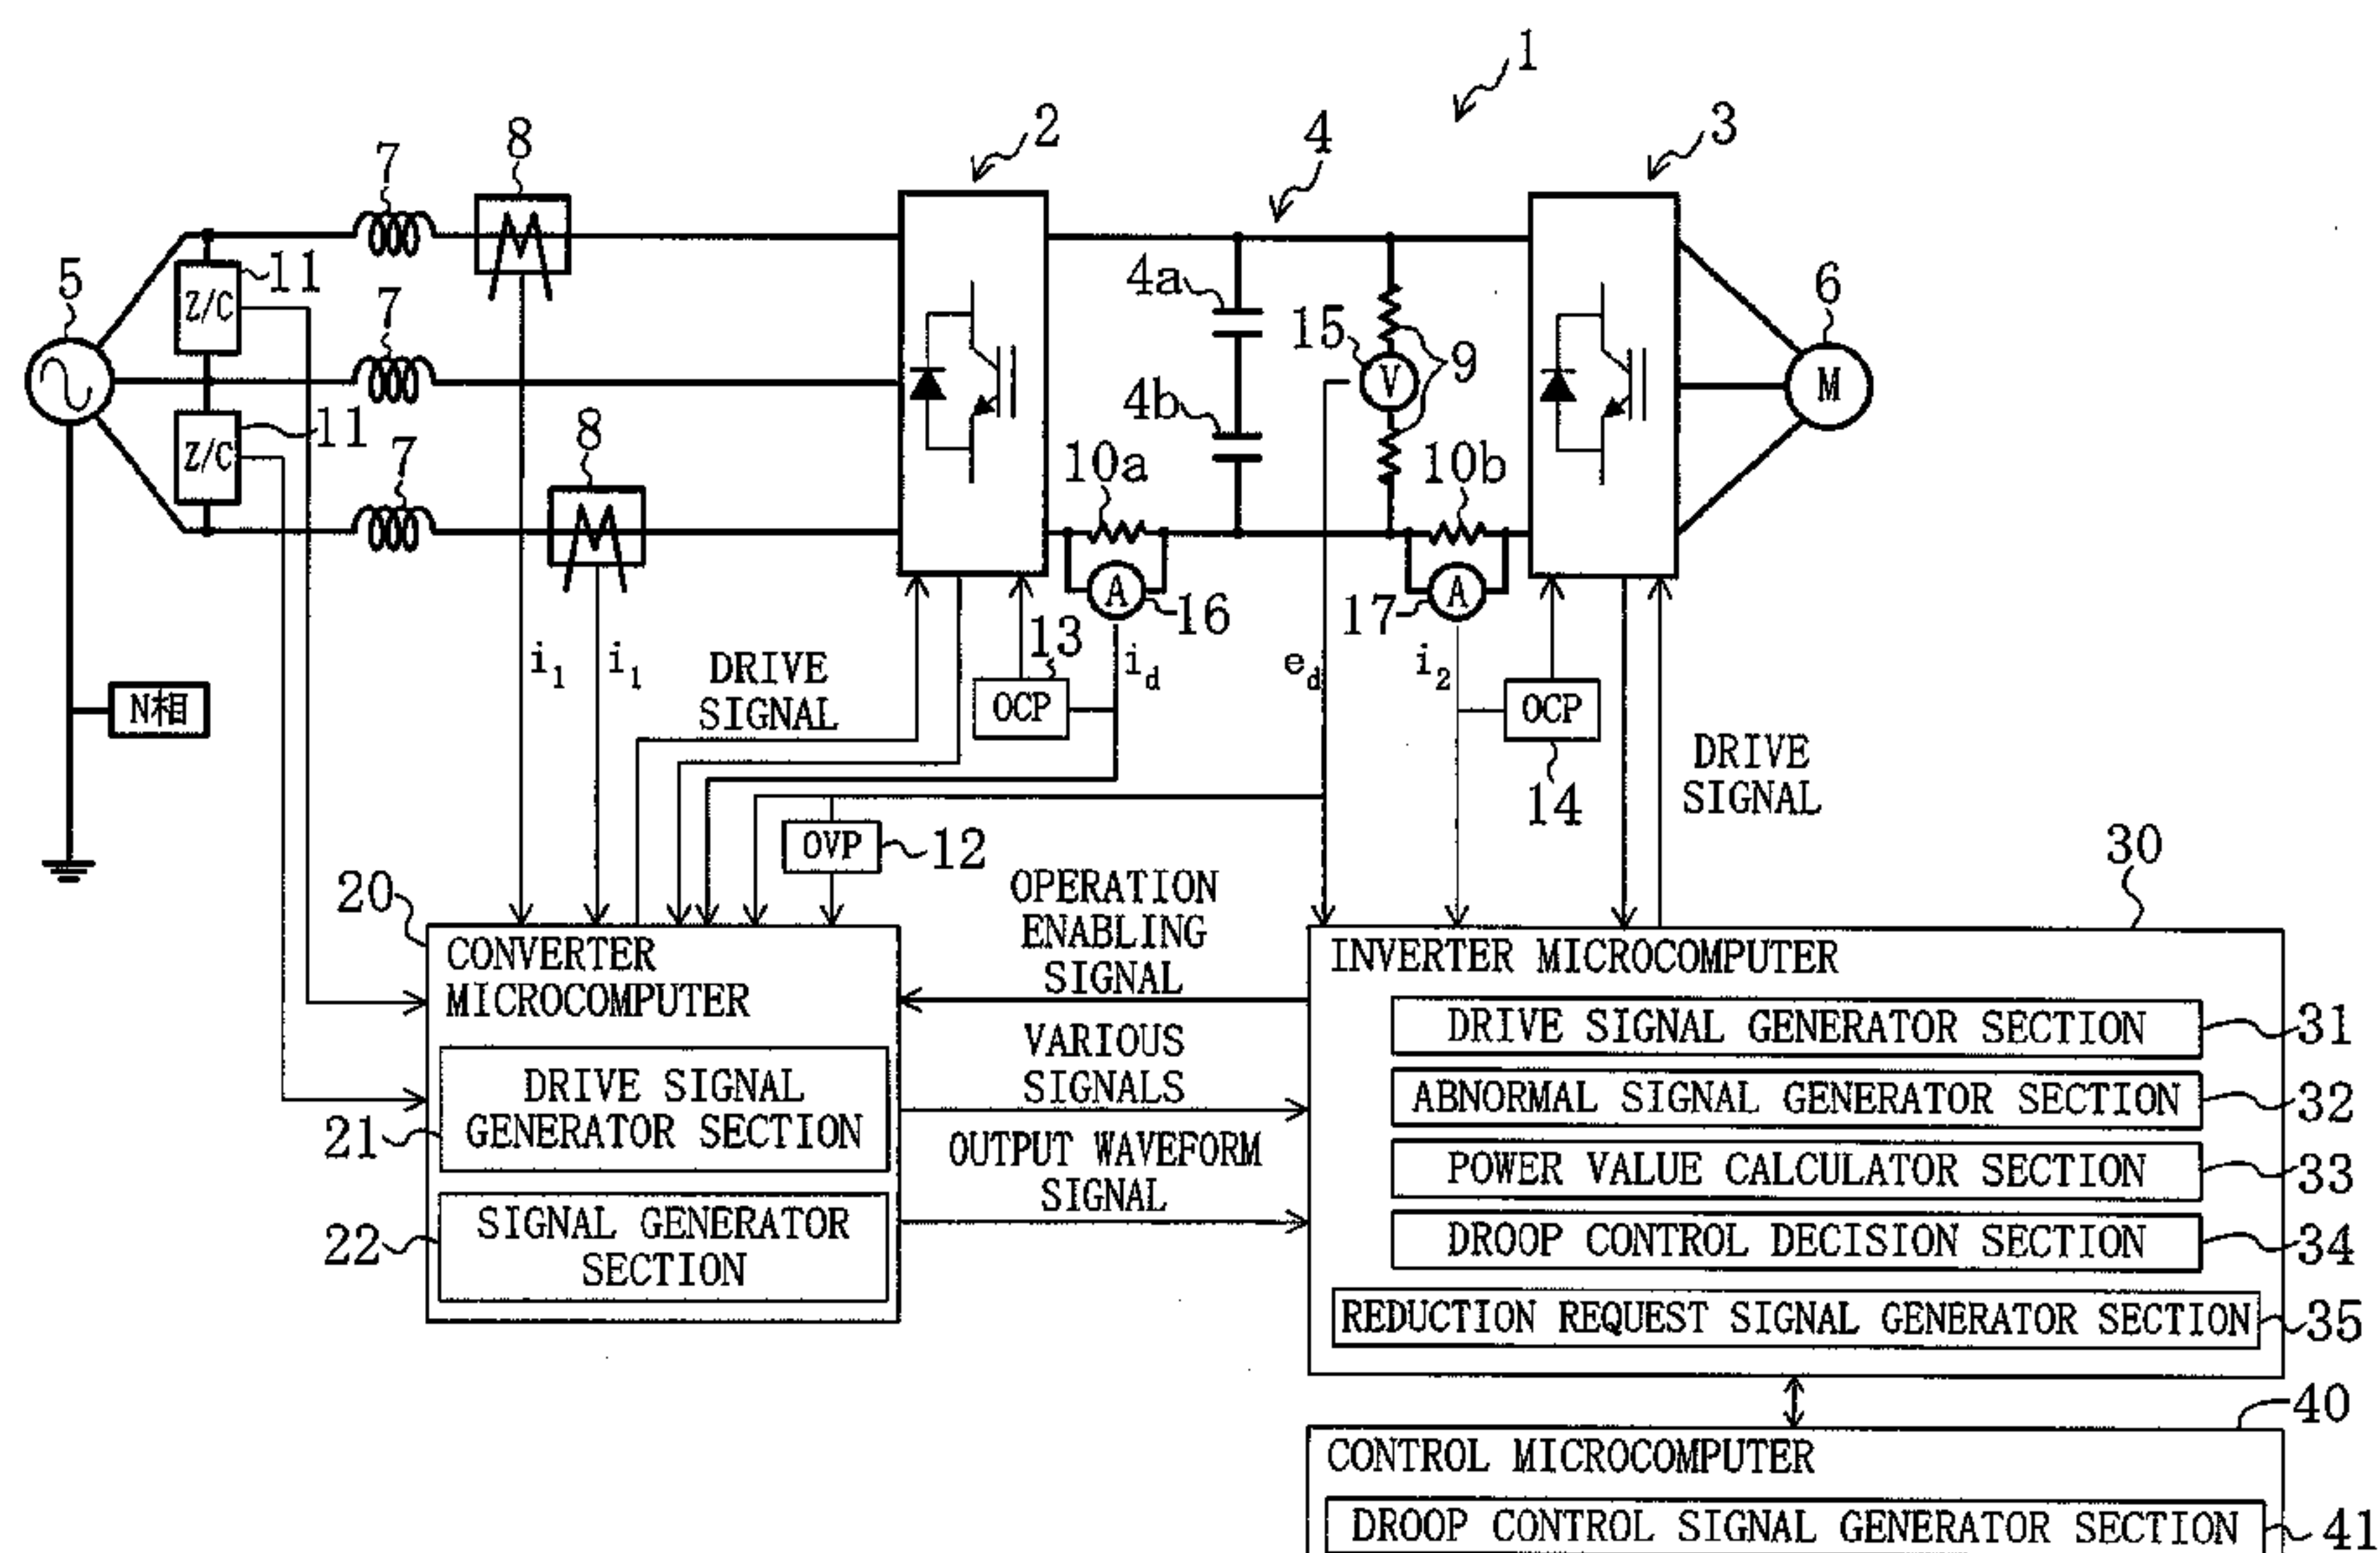 1
2
4
3
7
8
5
11
Z/C
7
4a
15
V
9
6
M
4b
11
Z/C
7
8
10a
10b
A
16
17
A
13
i1
i1
DRIVE
SIGNAL
id
ed
i2
OCP
OCP
N相
14
DRIVE
SIGNAL
OVP
12
20
30
OPERATION
ENABLING
SIGNAL
CONVERTER
MICROCOMPUTER
DRIVE SIGNAL
GENERATOR SECTION
21
SIGNAL GENERATOR
SECTION
22
VARIOUS
SIGNALS
OUTPUT WAVEFORM
SIGNAL
INVERTER MICROCOMPUTER
DRIVE SIGNAL GENERATOR SECTION
31
ABNORMAL SIGNAL GENERATOR SECTION
32
POWER VALUE CALCULATOR SECTION
33
DROOP CONTROL DECISION SECTION
34
REDUCTION REQUEST SIGNAL GENERATOR SECTION
35
40
CONTROL MICROCOMPUTER
DROOP CONTROL SIGNAL GENERATOR SECTION
41